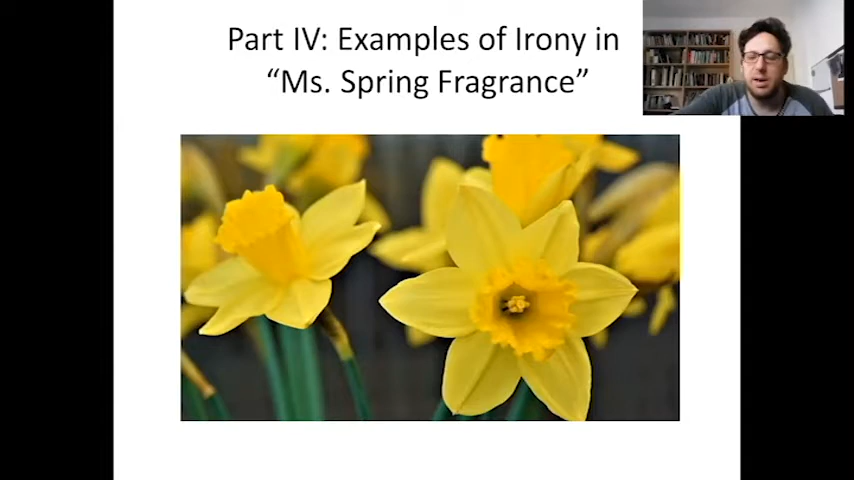 Part IV: Examples of Irony in
“Ms. Spring Fragrance”